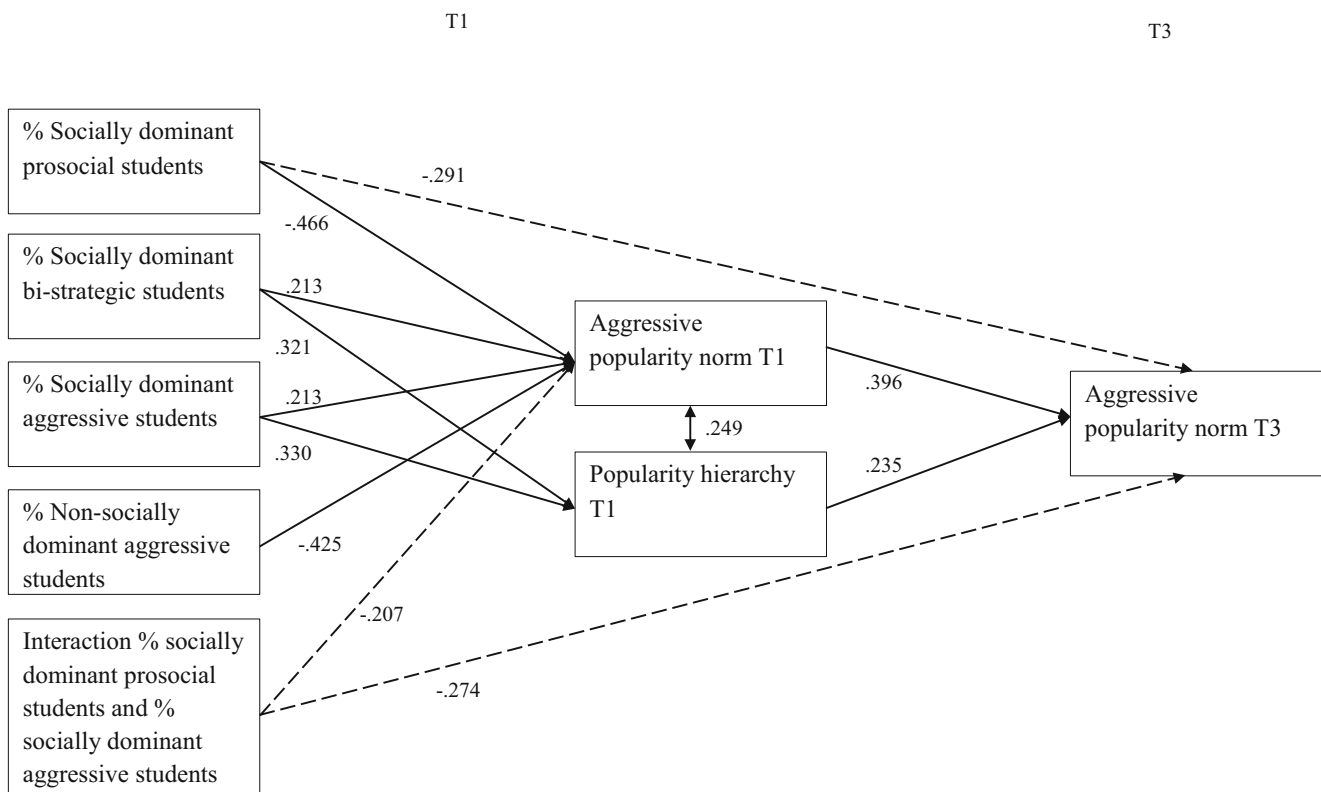 T1
T3
% Socially dominant
prosocial students
-.291
-.466
% Socially dominant
bi-strategic students
.213
.321
Aggressive
popularity norm T1
% Socially dominant
aggressive students
.213
.330
.396
.249
Aggressive
popularity norm T3
Popularity hierarchy
T1
.235
% Non-socially
dominant aggressive
students
-.425
-.207
Interaction % socially
dominant prosocial
students and %
socially dominant
aggressive students
-.274